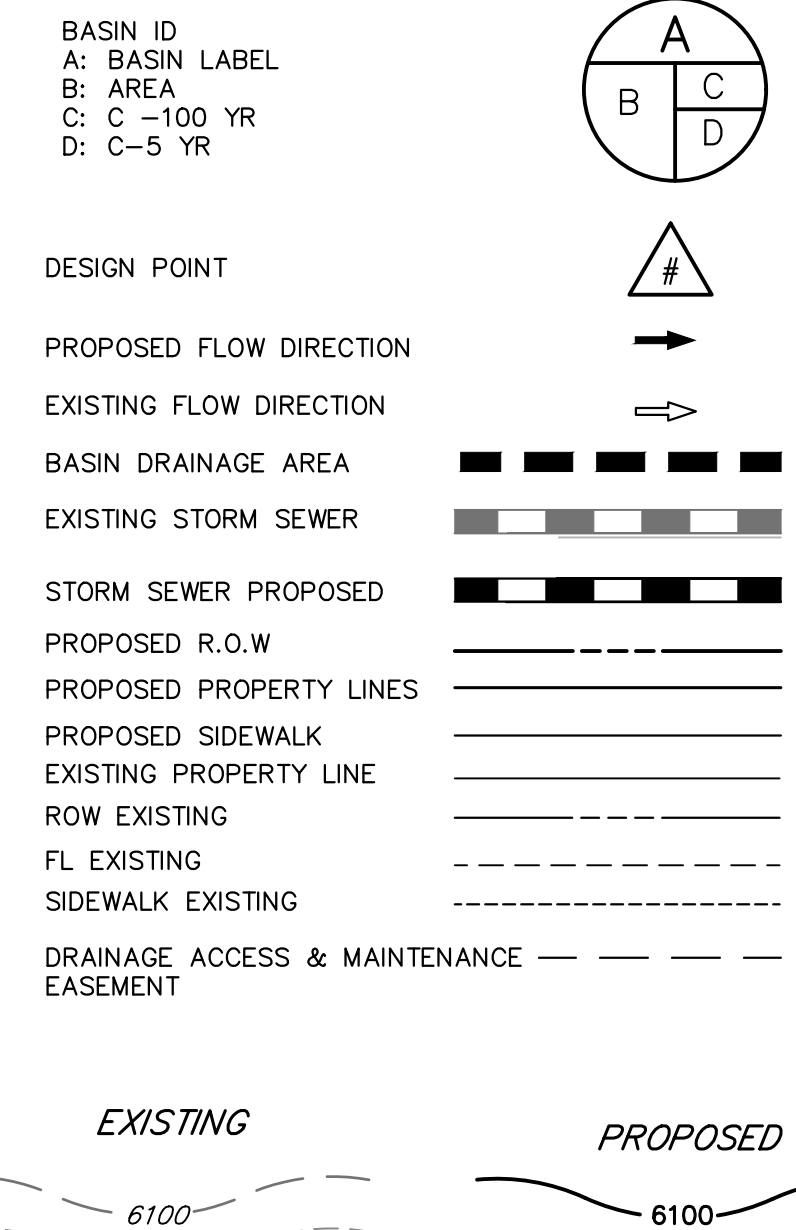 BASIN ID
A: BASIN LABEL
B: AREA
C: C -100 YR
D: C-5 YR
A
B
C
D
DESIGN POINT
#
PROPOSED FLOW DIRECTION
EXISTING FLOW DIRECTION
BASIN DRAINAGE AREA
EXISTING STORM SEWER
STORM SEWER PROPOSED
PROPOSED R.O.W
PROPOSED PROPERTY LINES
PROPOSED SIDEWALK
EXISTING PROPERTY LINE
ROW EXISTING
FL EXISTING
SIDEWALK EXISTING
DRAINAGE ACCESS & MAINTENANCE
EASEMENT
EXISTING
PROPOSED
6100
6100